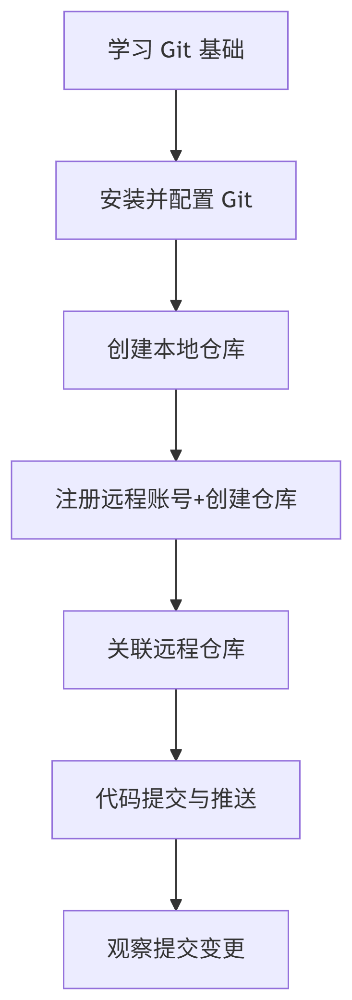 学习 Git 基础
安装并配置 Git
创建本地仓库
注册远程账号+创建仓库
关联远程仓库
代码提交与推送
观察提交变更